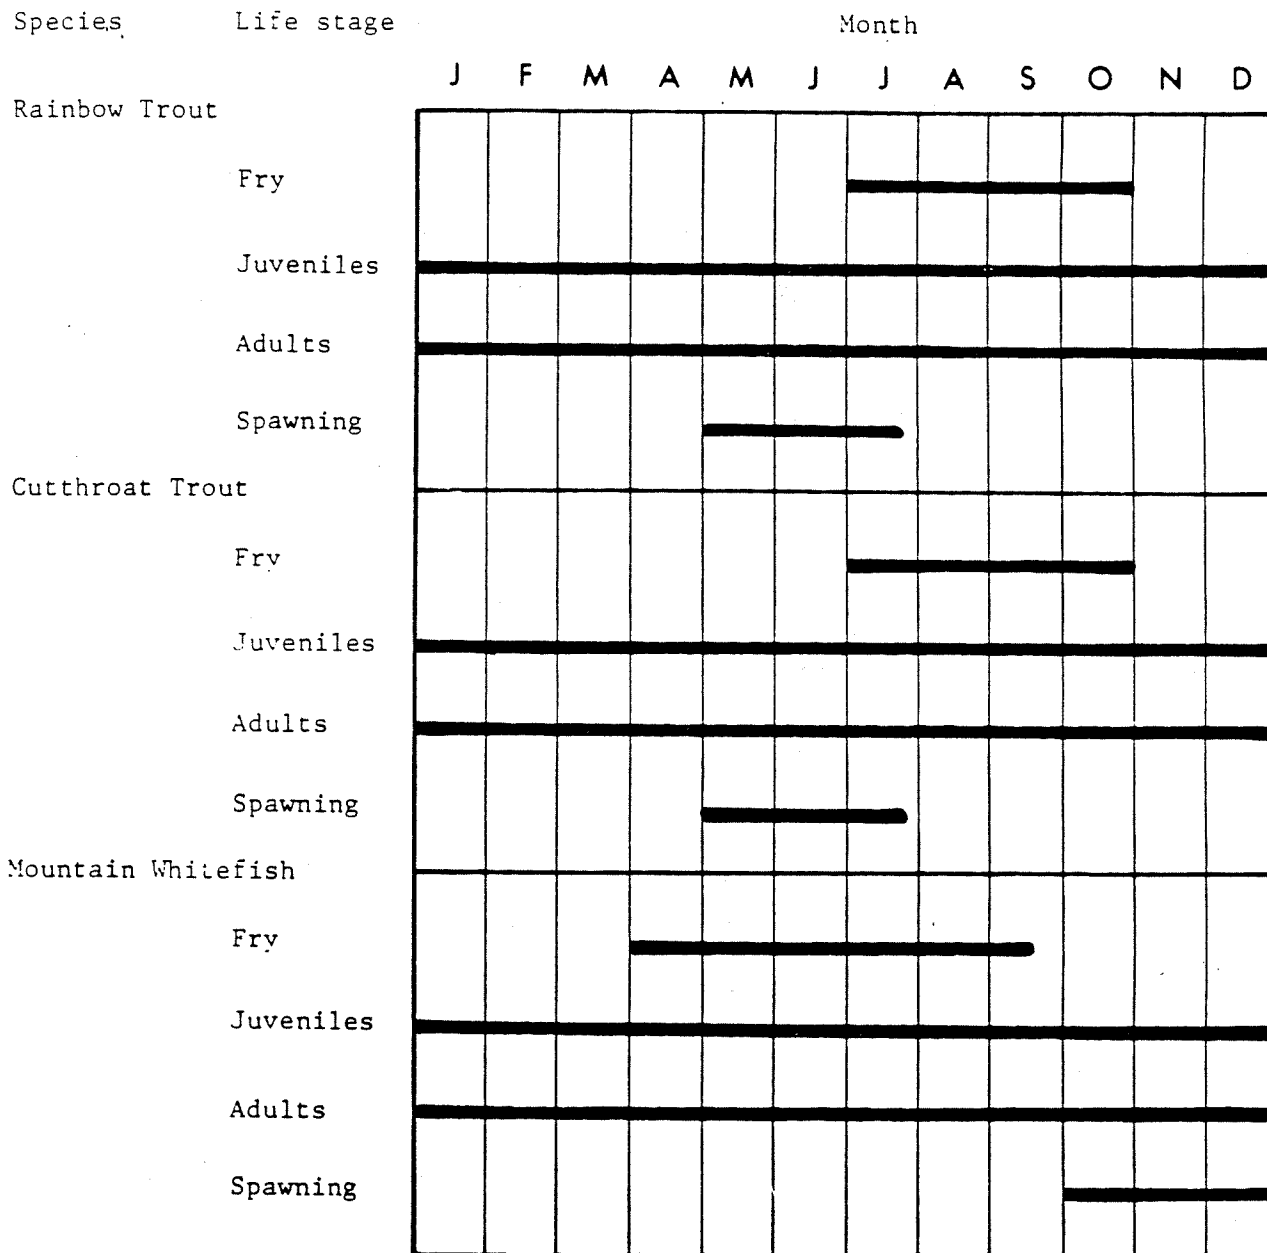 Species Life stage Month
J F M A M J J A S O N D
Rainbow Trout
Fry
Juveniles
Adults
Spawning
Cutthroat Trout
Fry
Juveniles
Adults
Spawning
Mountain Whitefish
Fry
Juveniles
Adults
Spawning